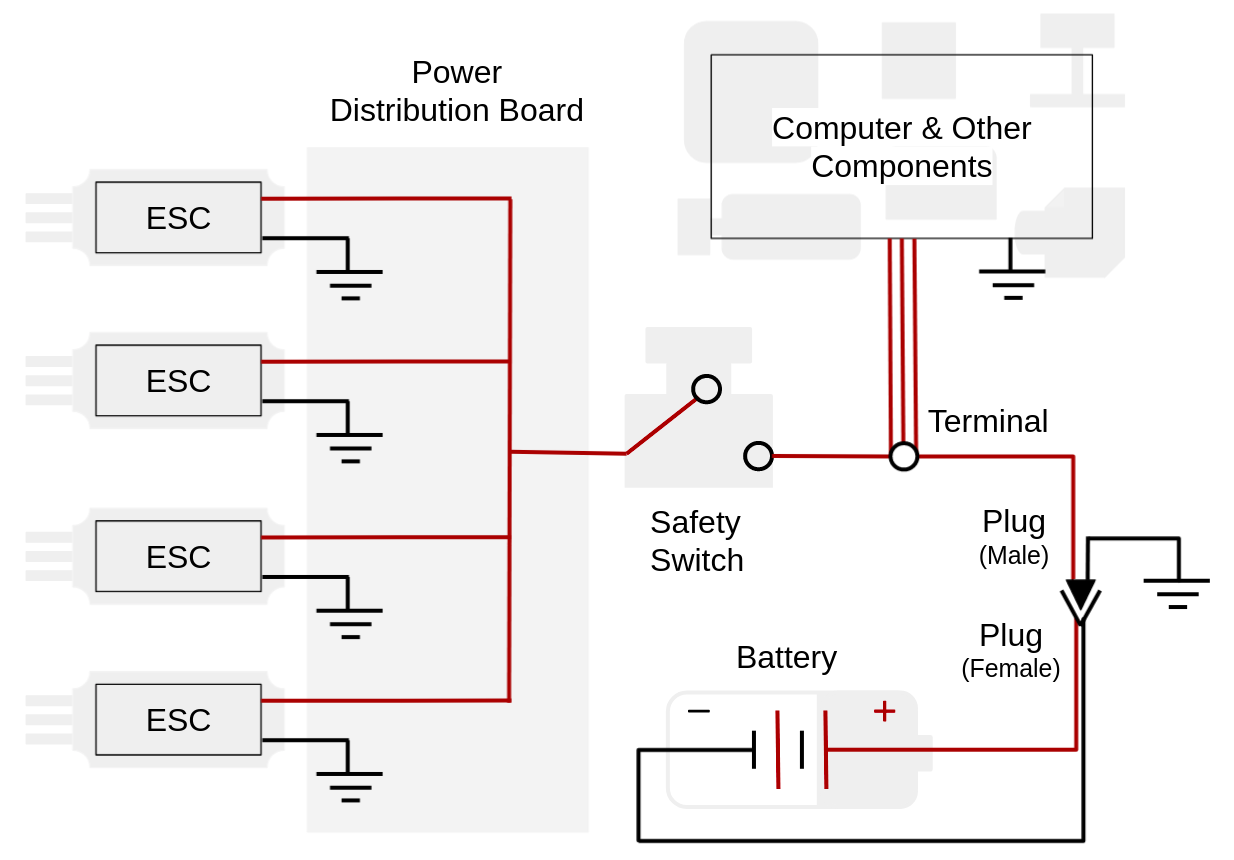 Power
Distribution Board
Computer & Other
Components
ESC
ESC
Terminal
Safety
Switch
Plug
(Male)
ESC
Plug
(Female)
Battery
− +
ESC